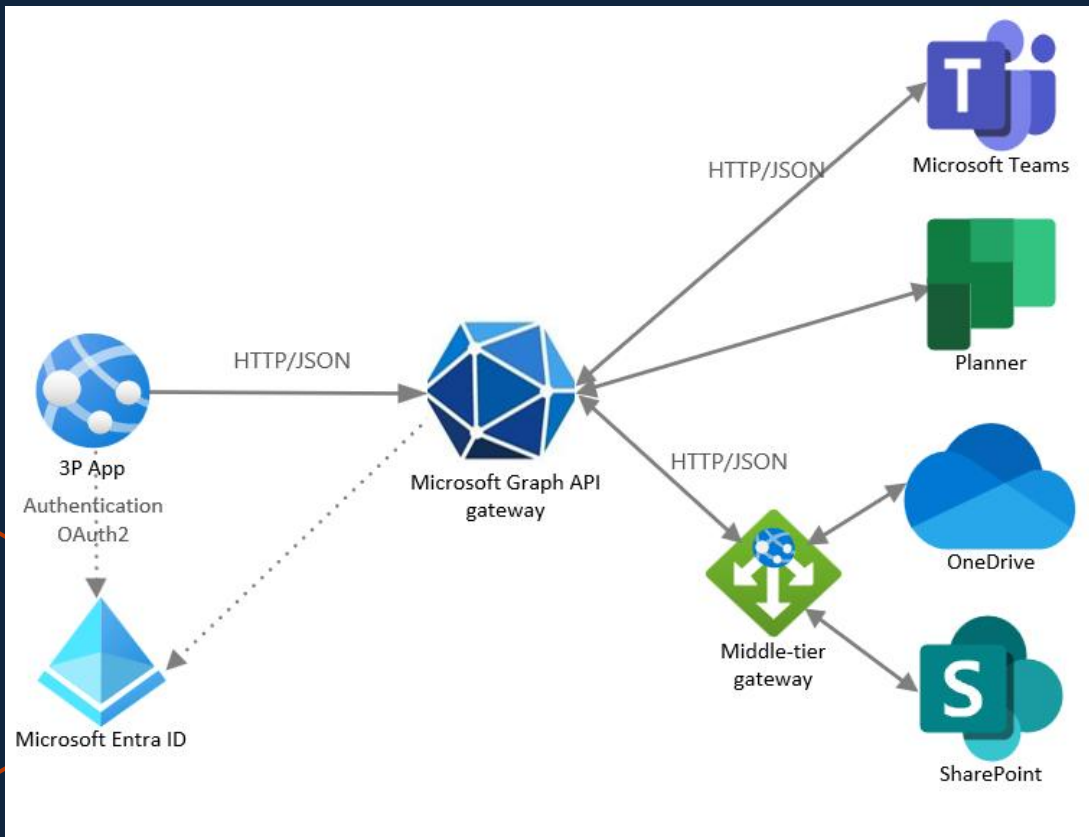 T
Microsoft Teams
HTTP/JSON
Planner
HTTP/JSON
3P App
Microsoft Graph API
gateway
HTTP/JSON
Authentication
OAuth2
OneDrive
Middle-tier
gateway
S
Microsoft Entra ID
SharePoint